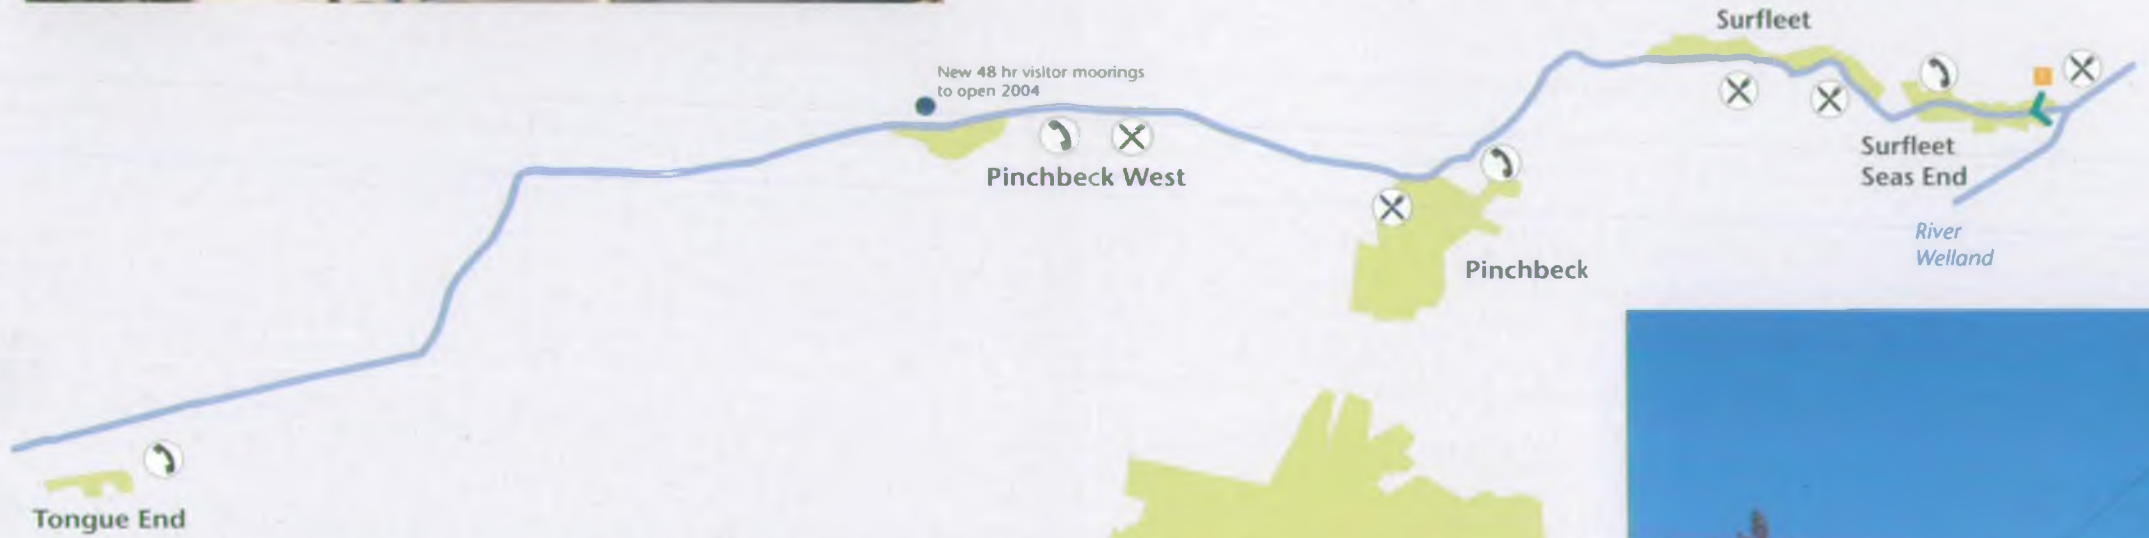 Surfleet
New 48 hr visitor moorings
to open 2004
Pinchbeck West
Surfleet
Seas End
River
Welland
Pinchbeck
Tongue End